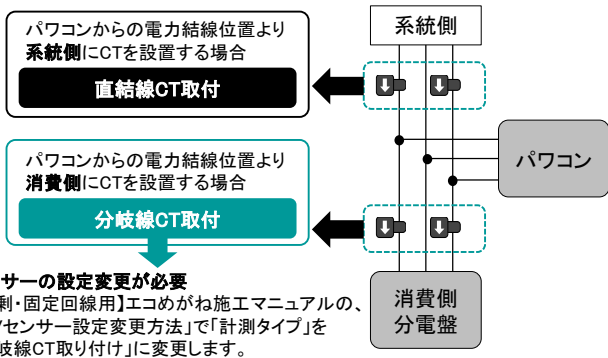 パワコンからの電力結線位置より
系統側にCTを設置する場合
直結線CT取付
系統側
パワコン
パワコンからの電力結線位置より
消費側にCTを設置する場合
分岐線CT取付
サーの設定変更が必要
・固定回線用】エコめがね施工マニュアルの、
センサー設定変更方法」で「計測タイプ」を
岐線CT取り付け」に変更します。
消費側
分電盤